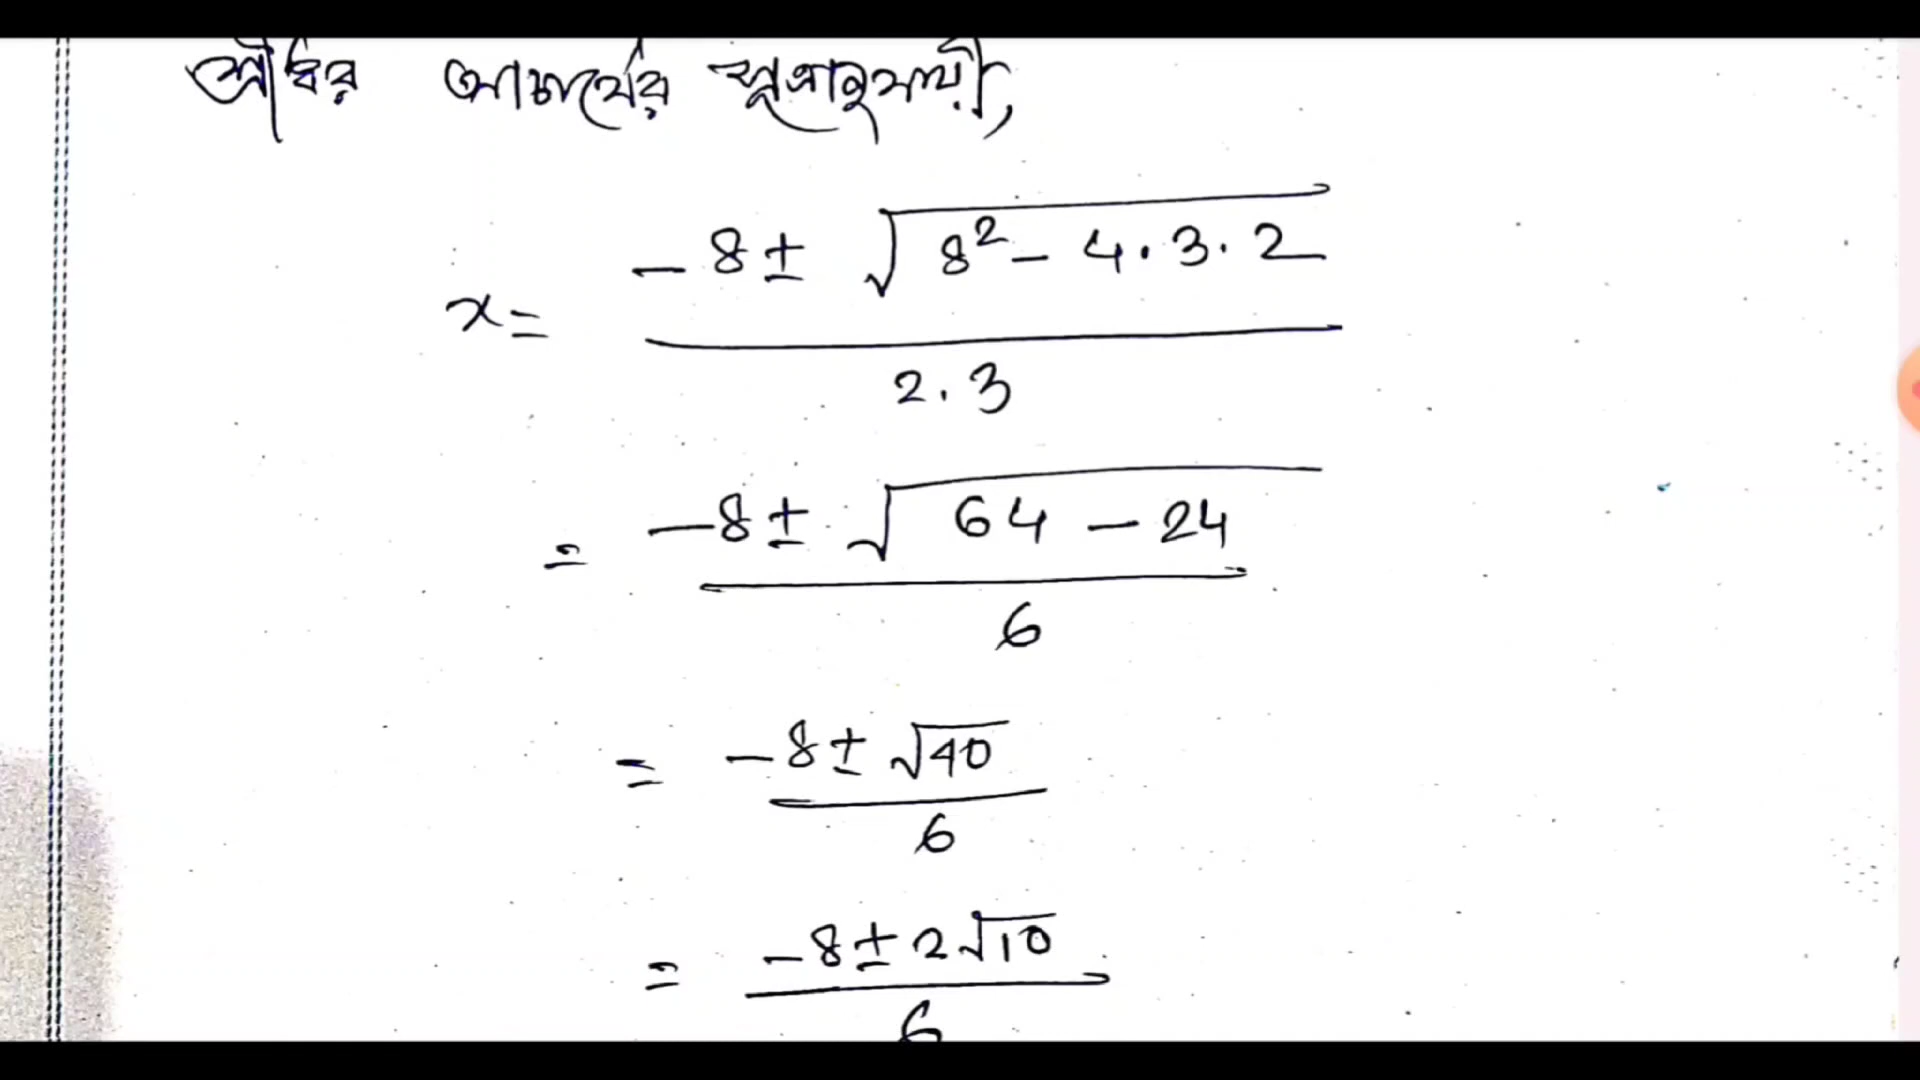 শ্রীধর আচার্যের সূত্রানুযায়ী,
x = (-8 ± √(8² - 4·3·2)) / 2·3
= (-8 ± √(64 - 24)) / 6
= (-8 ± √40) / 6
= (-8 ± 2√10) / 6